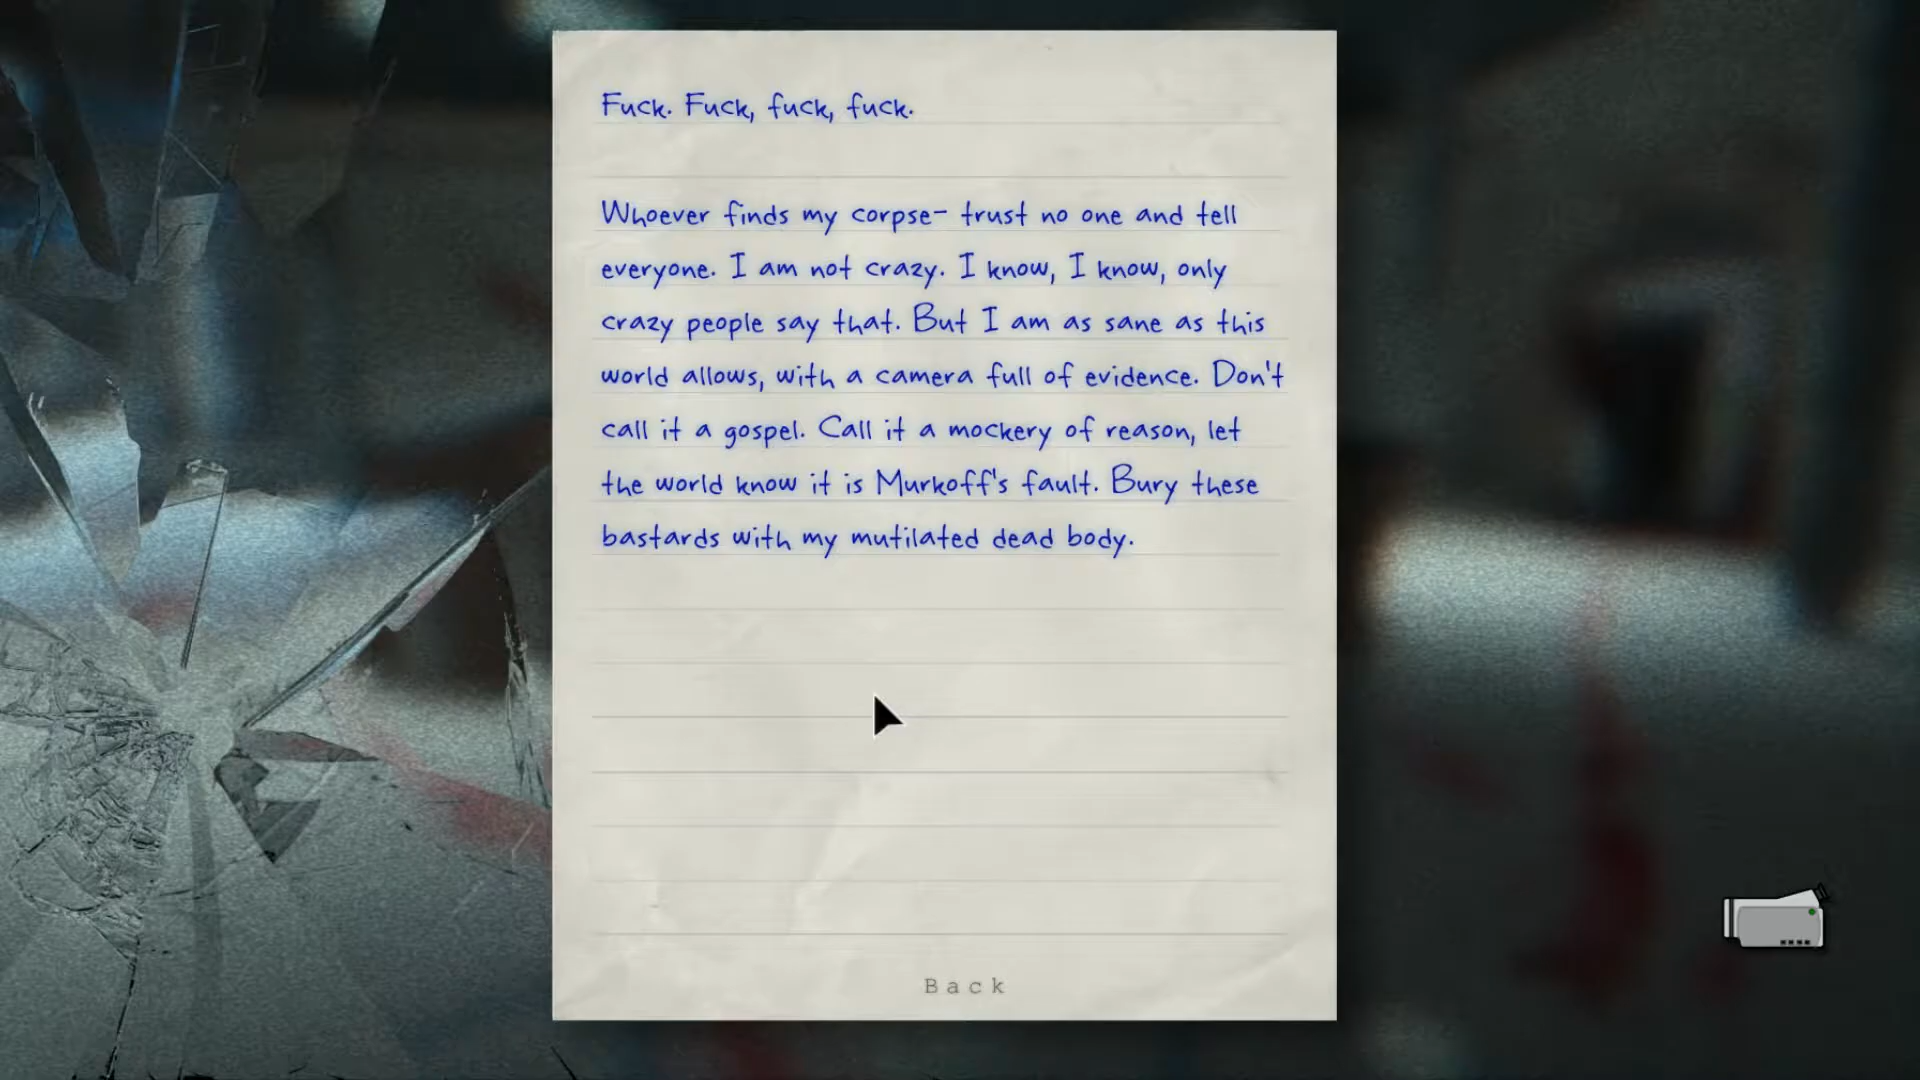 Fuck. Fuck, fuck, fuck.
Whoever finds my corpse- trust no one and tell
everyone. I am not crazy. I know, I know, only
crazy people say that. But I am as sane as this
world allows, with a camera full of evidence. Don't
call it a gospel. Call it a mockery of reason, let
the world know it is Murkoff's fault. Bury these
bastards with my mutilated dead body.
Back